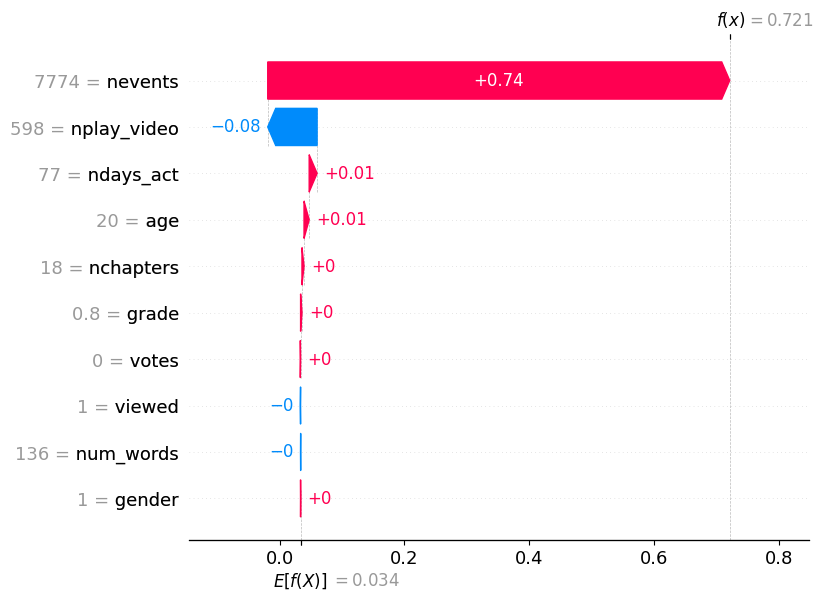 f(x) = 0.721
7774 = nevents +0.74
598 = nplay_video −0.08
77 = ndays_act +0.01
20 = age +0.01
18 = nchapters +0
0.8 = grade +0
0 = votes +0
1 = viewed −0
136 = num_words −0
1 = gender +0
0.0 0.2 0.4 0.6 0.8
E[f(X)] = 0.034